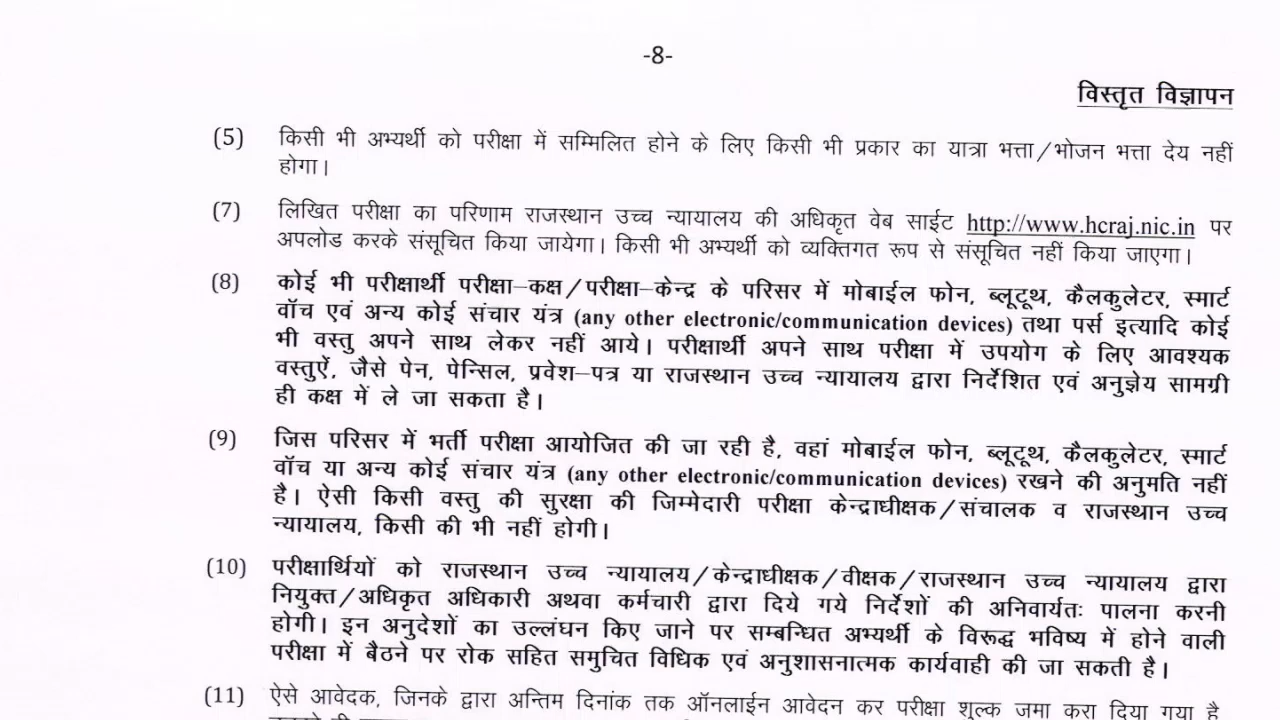 -8-
विस्तृत विज्ञापन
(5) किसी भी अभ्यर्थी को परीक्षा में सम्मिलित होने के लिए किसी भी प्रकार का यात्रा भत्ता/भोजन भत्ता देय नहीं
होगा।
(7) लिखित परीक्षा का परिणाम राजस्थान उच्च न्यायालय की अधिकृत वेब साईट http://www.hcraj.nic.in पर
अपलोड करके संसूचित किया जायेगा। किसी भी अभ्यर्थी को व्यक्तिगत रूप से संसूचित नहीं किया जाएगा।
(8) कोई भी परीक्षार्थी परीक्षा–कक्ष/परीक्षा–केन्द्र के परिसर में मोबाईल फोन, ब्लूटूथ, कैलकुलेटर, स्मार्ट
वॉच एवं अन्य कोई संचार यंत्र (any other electronic/communication devices) तथा पर्स इत्यादि कोई
भी वस्तु अपने साथ लेकर नहीं आये। परीक्षार्थी अपने साथ परीक्षा में उपयोग के लिए आवश्यक
वस्तुऐं, जैसे पेन, पेन्सिल, प्रवेश–पत्र या राजस्थान उच्च न्यायालय द्वारा निर्देशित एवं अनुज्ञेय सामग्री
ही कक्ष में ले जा सकता है।
(9) जिस परिसर में भर्ती परीक्षा आयोजित की जा रही है, वहां मोबाईल फोन, ब्लूटूथ, कैलकुलेटर, स्मार्ट
वॉच या अन्य कोई संचार यंत्र (any other electronic/communication devices) रखने की अनुमति नहीं
है। ऐसी किसी वस्तु की सुरक्षा की जिम्मेदारी परीक्षा केन्द्राधीक्षक/संचालक व राजस्थान उच्च
न्यायालय, किसी की भी नहीं होगी।
(10) परीक्षार्थियों को राजस्थान उच्च न्यायालय/केन्द्राधीक्षक/वीक्षक/राजस्थान उच्च न्यायालय द्वारा
नियुक्त/अधिकृत अधिकारी अथवा कर्मचारी द्वारा दिये गये निर्देशों की अनिवार्यतः पालना करनी
होगी। इन अनुदेशों का उल्लंघन किए जाने पर सम्बन्धित अभ्यर्थी के विरूद्ध भविष्य में होने वाली
परीक्षा में बैठने पर रोक सहित समुचित विधिक एवं अनुशासनात्मक कार्यवाही की जा सकती है।
(11) ऐसे आवेदक, जिनके द्वारा अन्तिम दिनांक तक ऑनलाईन आवेदन कर परीक्षा शुल्क जमा करा दिया गया है,